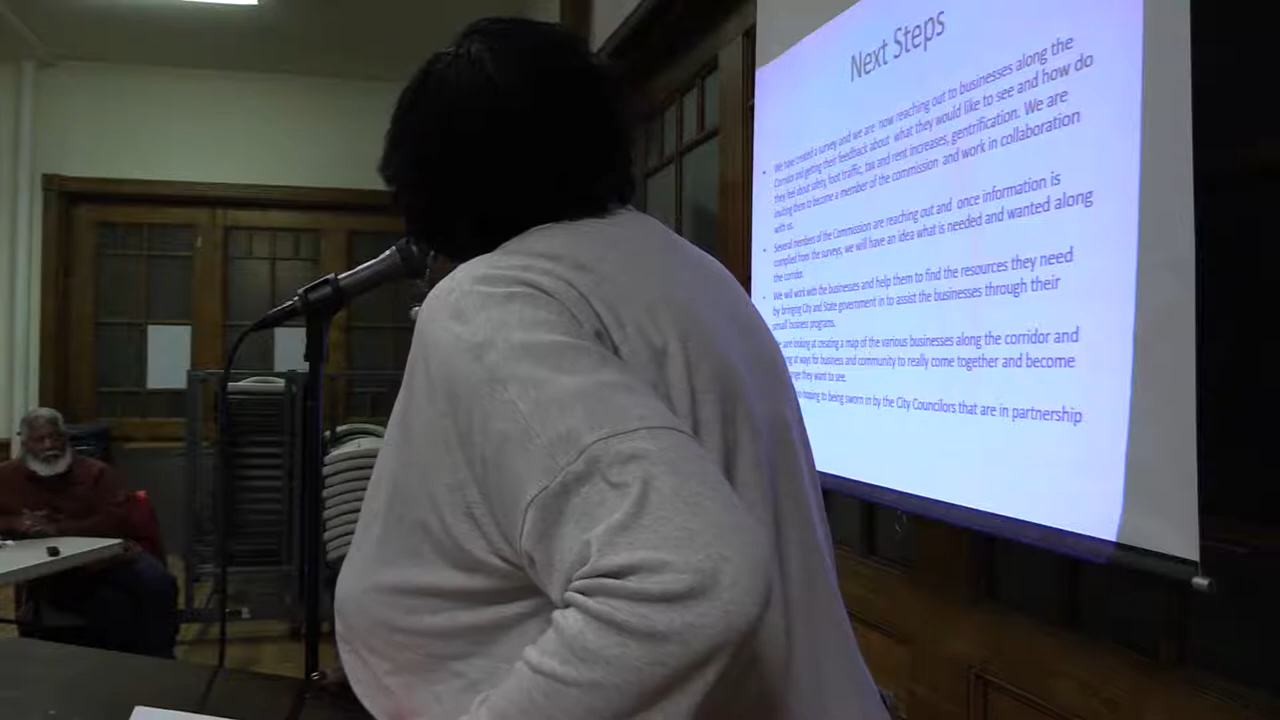 Next Steps
• We have created a survey and we are now reaching out to businesses along the
Corridor and getting their feedback about what they would like to see and how do
they feel about safety, foot traffic, tax and rent increases, gentrification. We are
inviting them to become a member of the commission and work in collaboration
with us.
• Several members of the Commission are reaching out and once information is
compiled from the surveys, we will have an idea what is needed and wanted along
the corridor.
• We will work with the businesses and help them to find the resources they need
by bringing City and State government in to assist the businesses through their
small business programs.
are looking at creating a map of the various businesses along the corridor and
at ways for business and community to really come together and become
they want to see.
hoping to being sworn in by the City Councilors that are in partnership